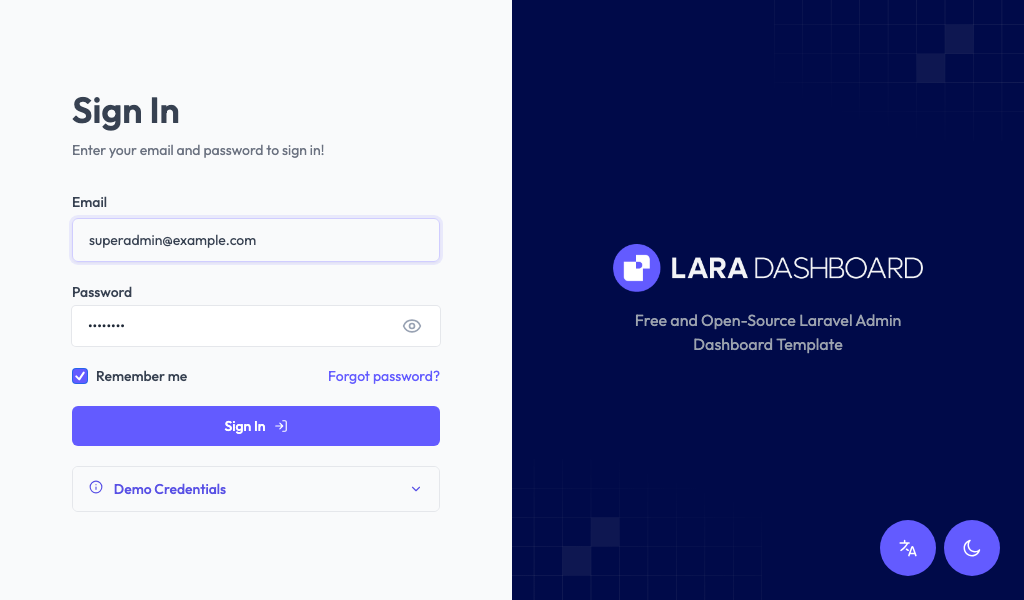 Sign In
Enter your email and password to sign in!
Email
superadmin@example.com
Password
••••••••
Remember me
Forgot password?
Sign In
Demo Credentials
LARA DASHBOARD
Free and Open-Source Laravel Admin
Dashboard Template